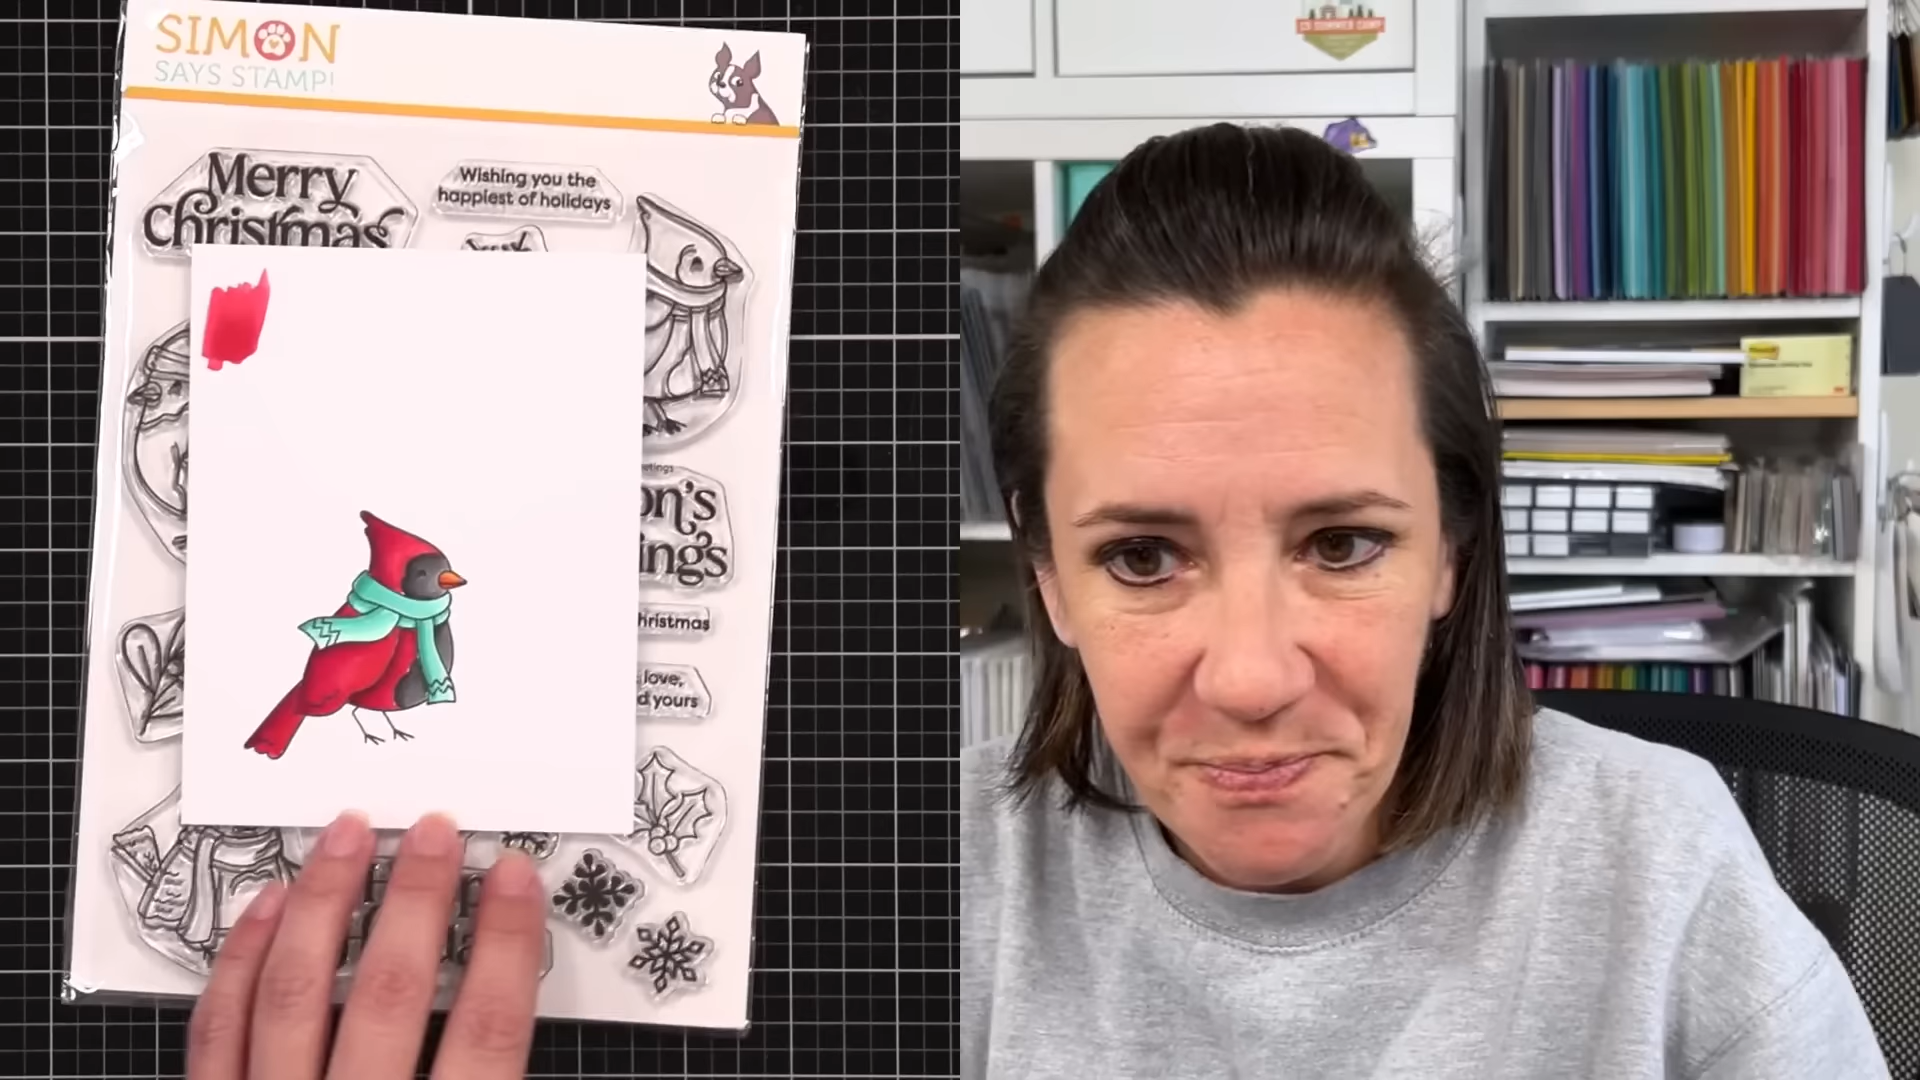 SIMON
SAYS STAMP!
Merry
Christmas
Wishing you the
happiest of holidays
on's
ings
hristmas
love,
d yours